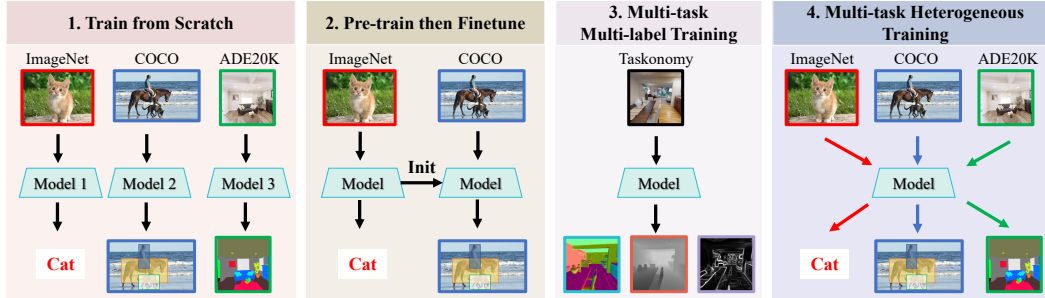 1. Train from Scratch
ImageNet
COCO
ADE20K
Model 1
Model 2
Model 3
Cat
2. Pre-train then Finetune
ImageNet
COCO
Init
Model
Model
Cat
3. Multi-task
Multi-label Training
Taskonomy
Model
4. Multi-task Heterogeneous
Training
ImageNet
COCO
ADE20K
Model
Cat